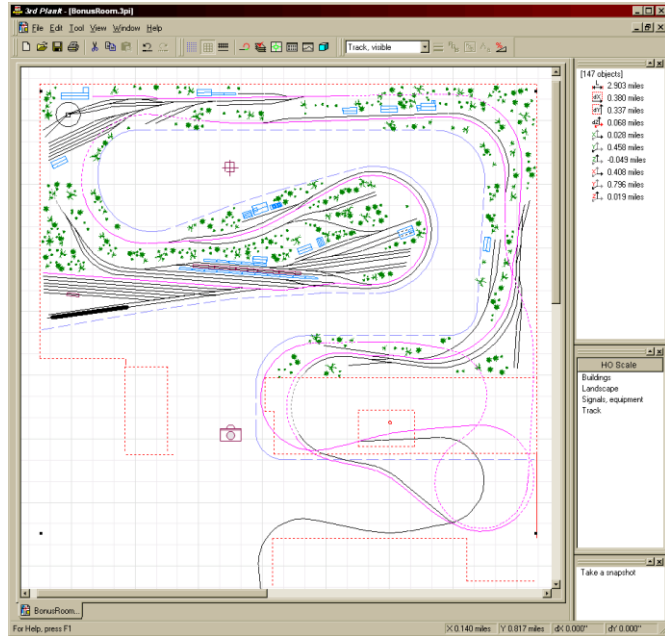 3rd PlanIt - [BonusRoom.3pi]
File Edit Tool View Window Help
Track, visible
[147 objects]
2.903 miles
dX 0.380 miles
dY 0.337 miles
dZ 0.068 miles
0.028 miles
0.458 miles
-0.049 miles
0.408 miles
0.796 miles
0.019 miles
HO Scale
Buildings
Landscape
Signals, equipment
Track
Take a snapshot
BonusRoom...
For Help, press F1
X 0.140 miles Y 0.817 miles dX 0.000" dY 0.000"